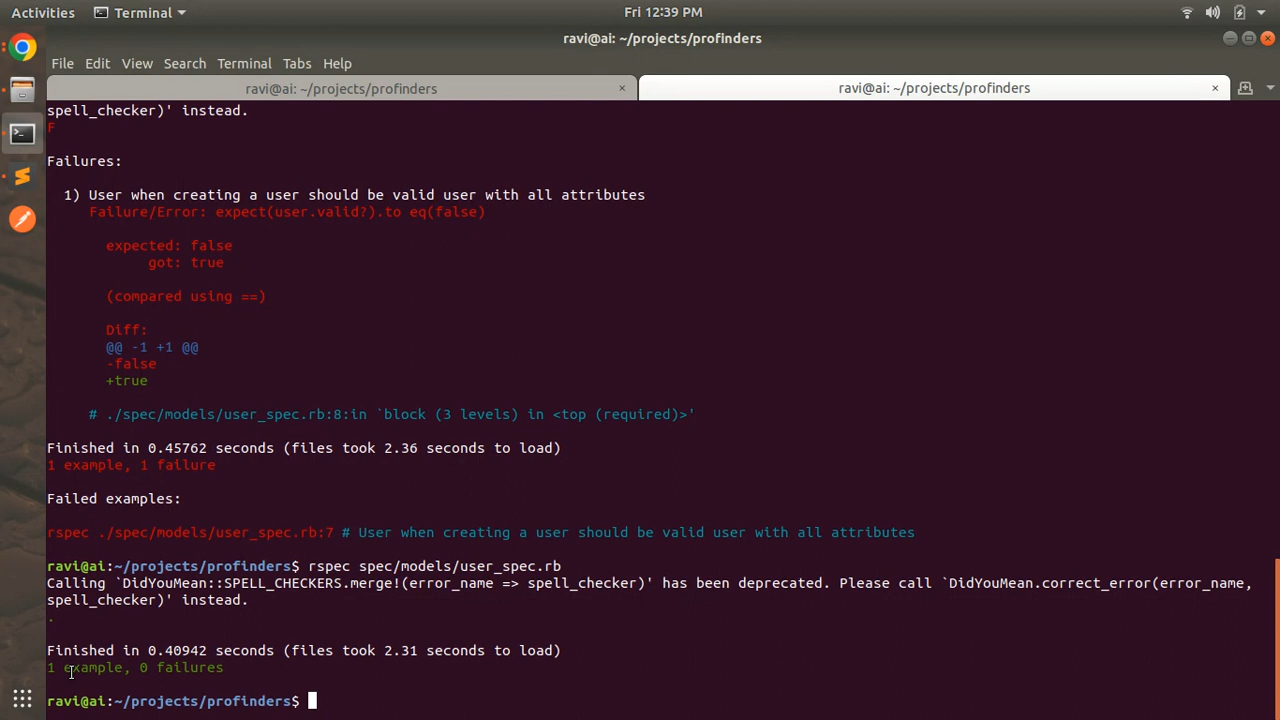 Activities Terminal Fri 12:39 PM
ravi@ai: ~/projects/profinders
File Edit View Search Terminal Tabs Help
ravi@ai: ~/projects/profinders × ravi@ai: ~/projects/profinders ×
spell_checker)' instead.
F
Failures:
1) User when creating a user should be valid user with all attributes
Failure/Error: expect(user.valid?).to eq(false)
expected: false
got: true
(compared using ==)
Diff:
@@ -1 +1 @@
-false
+true
# ./spec/models/user_spec.rb:8:in `block (3 levels) in <top (required)>'
Finished in 0.45762 seconds (files took 2.36 seconds to load)
1 example, 1 failure
Failed examples:
rspec ./spec/models/user_spec.rb:7 # User when creating a user should be valid user with all attributes
ravi@ai:~/projects/profinders$ rspec spec/models/user_spec.rb
Calling `DidYouMean::SPELL_CHECKERS.merge!(error_name => spell_checker)' has been deprecated. Please call `DidYouMean.correct_error(error_name,
spell_checker)' instead.
.
Finished in 0.40942 seconds (files took 2.31 seconds to load)
1 example, 0 failures
ravi@ai:~/projects/profinders$